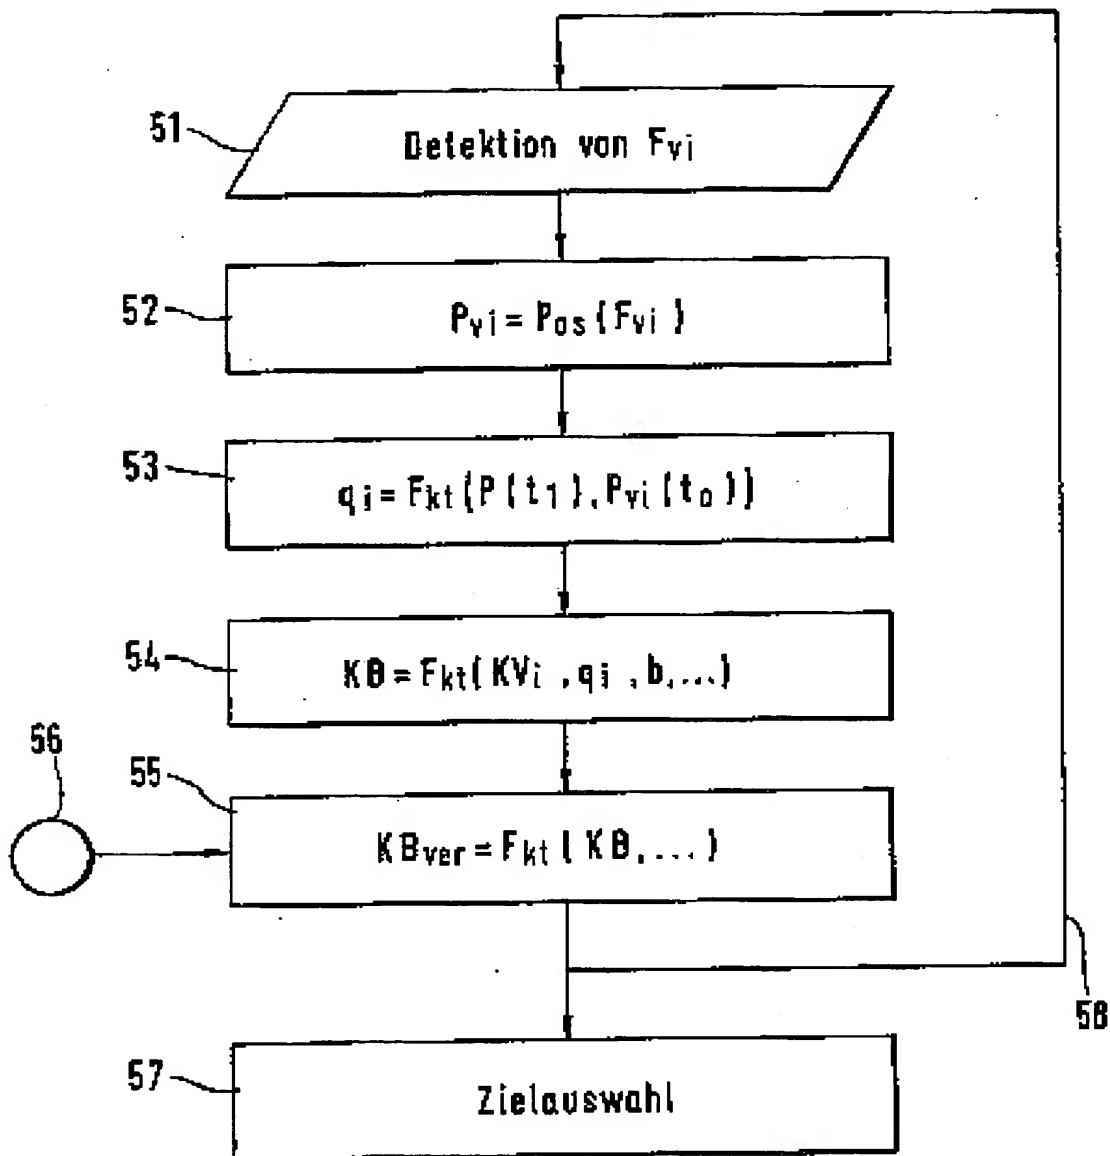 51
Detektion von Fvi
52
Pvi = Pos (Fvi)
53
qi = Fkt (P(t1), Pvi(to))
54
KB = Fkt (KVi, qi, b, ...)
56
55
KBver = Fkt (KB, ...)
58
57
Zielauswahl